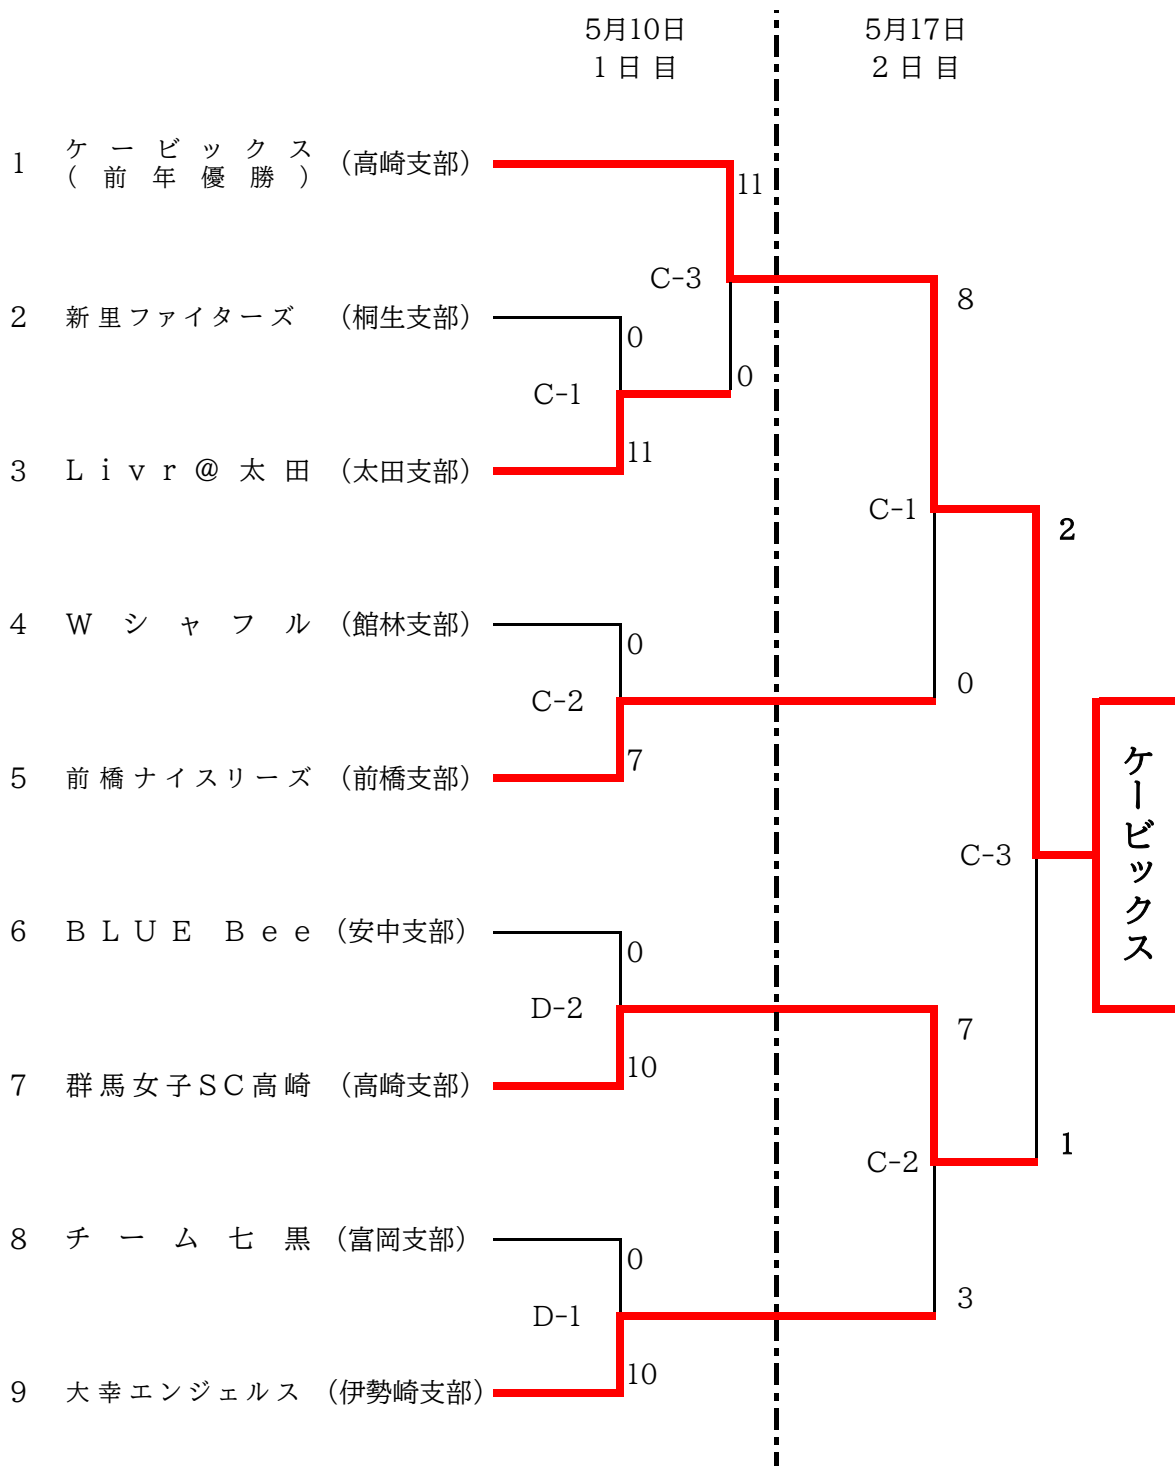 5月10日 5月17日
1日目 2日目
1 ケービックス (高崎支部)
(前年優勝)
11
C-3
8
2 新里ファイターズ (桐生支部)
0
0
C-1
3 Livr@太田 (太田支部)
11
C-1
2
4 Wシャフル (館林支部)
0
0
C-2
5 前橋ナイスリーズ (前橋支部)
7
ケービックス
C-3
6 BLUE Bee (安中支部)
0
D-2
7
7 群馬女子SC高崎 (高崎支部)
10
1
C-2
8 チーム七黒 (富岡支部)
0
3
D-1
9 大幸エンジェルス (伊勢崎支部)
10